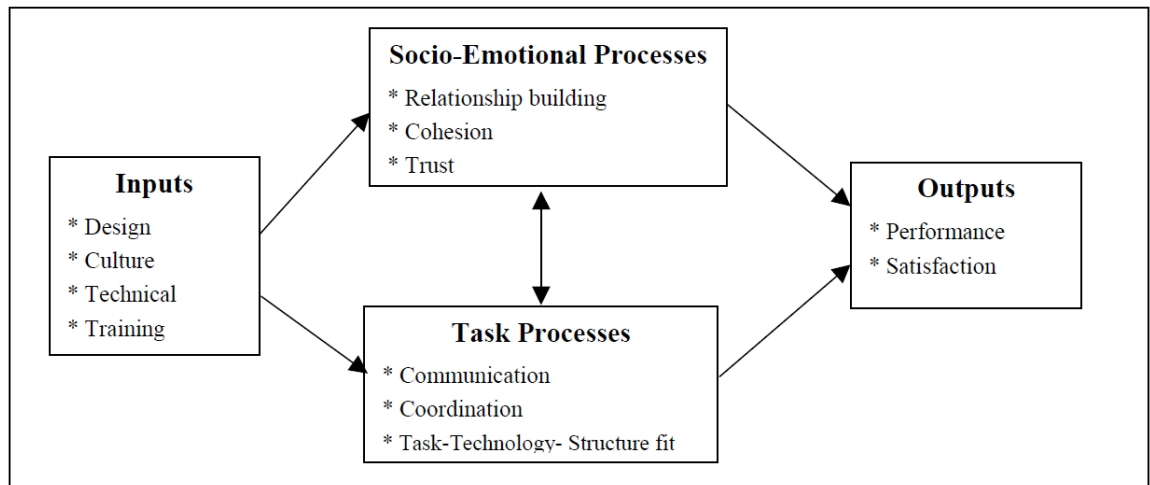 Inputs
* Design
* Culture
* Technical
* Training
Socio-Emotional Processes
* Relationship building
* Cohesion
* Trust
Task Processes
* Communication
* Coordination
* Task-Technology- Structure fit
Outputs
* Performance
* Satisfaction